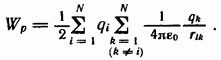 $$W_p = \frac{1}{2} \sum_{i=1}^{N} q_i \sum_{\substack{k=1 \\ (k \neq i)}}^{N} \frac{1}{4\pi\varepsilon_0} \frac{q_k}{r_{ik}} .$$